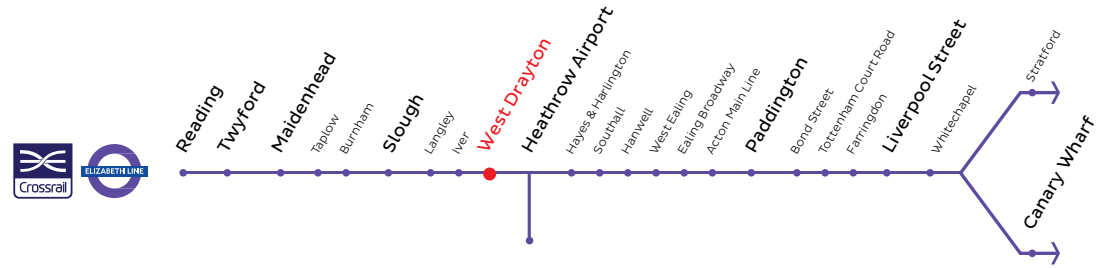 Crossrail
ELIZABETH LINE
Reading
Twyford
Maidenhead
Taplow
Burnham
Slough
Langley
Iver
West Drayton
Heathrow Airport
Hayes & Harlington
Southall
Hanwell
West Ealing
Ealing Broadway
Acton Main Line
Paddington
Bond Street
Tottenham Court Road
Farringdon
Liverpool Street
Whitechapel
Stratford
Canary Wharf